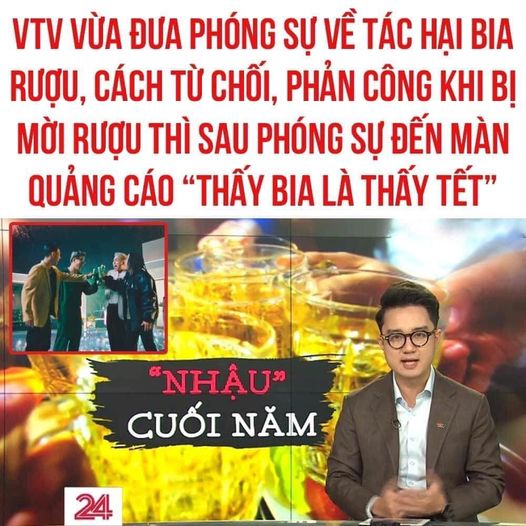 VTV VỪA ĐƯA PHÓNG SỰ VỀ TÁC HẠI BIA
RƯỢU, CÁCH TỪ CHỐI, PHẢN CÔNG KHI BỊ
MỜI RƯỢU THÌ SAU PHÓNG SỰ ĐẾN MÀN
QUẢNG CÁO “THẤY BIA LÀ THẤY TẾT”
“NHẬU”
CUỐI NĂM
24